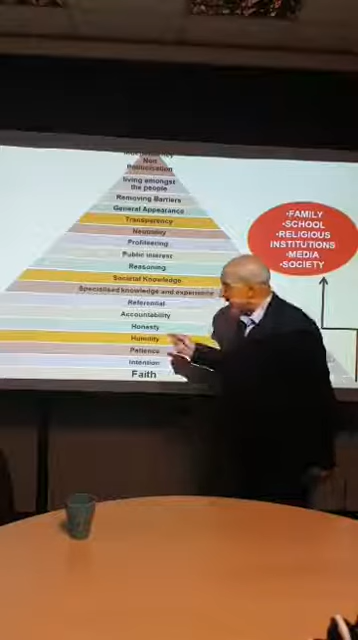 Non
Politicisation
living amongst
the people
Removing Barriers
General Appearance
Transparency
Neutrality
Profiteering
Public interest
Reasoning
Societal Knowledge
Specialised knowledge and experience
Referential
Accountability
Honesty
Humility
Patience
Intention
Faith
•FAMILY
•SCHOOL
•RELIGIOUS
INSTITUTIONS
•MEDIA
•SOCIETY